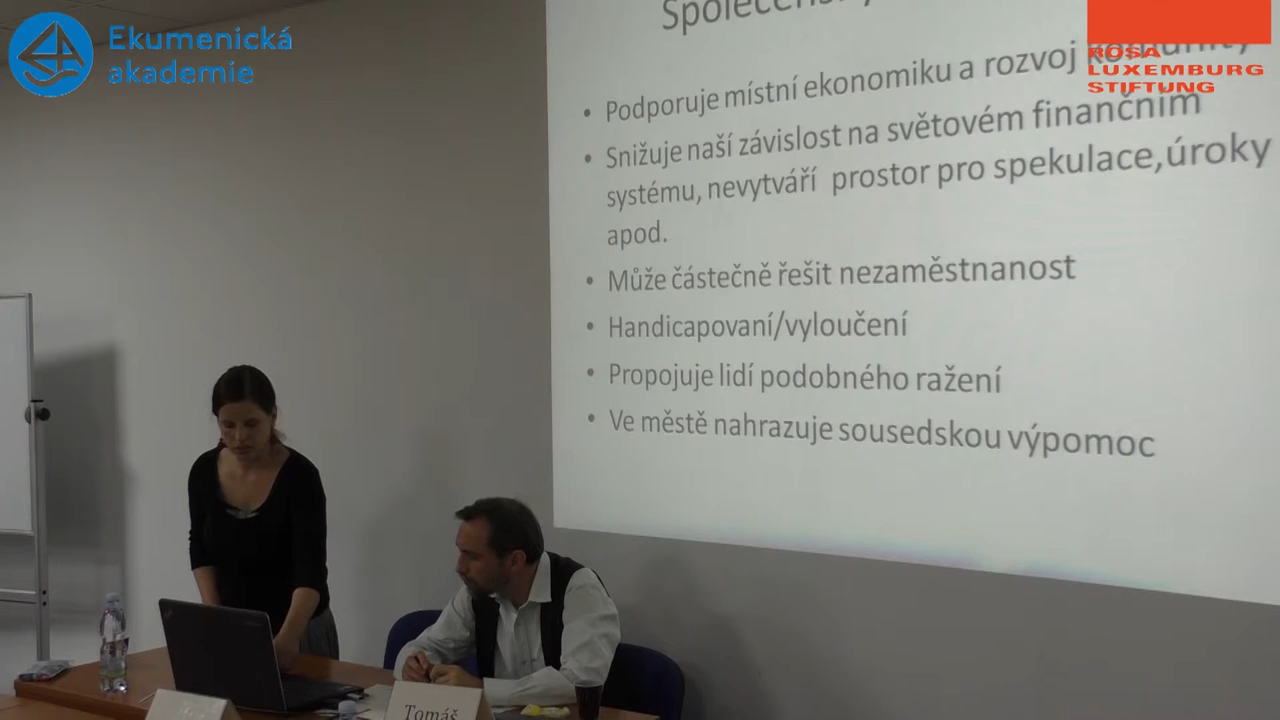 Ekumenická
akademie
ROSA
LUXEMBURG
STIFTUNG
• Podporuje místní ekonomiku a rozvoj komunity
• Snižuje naší závislost na světovém finančním
systému, nevytváří prostor pro spekulace,úroky
apod.
• Může částečně řešit nezaměstnanost
• Handicapovaní/vyloučení
• Propojuje lidí podobného ražení
• Ve městě nahrazuje sousedskou výpomoc
Tomáš